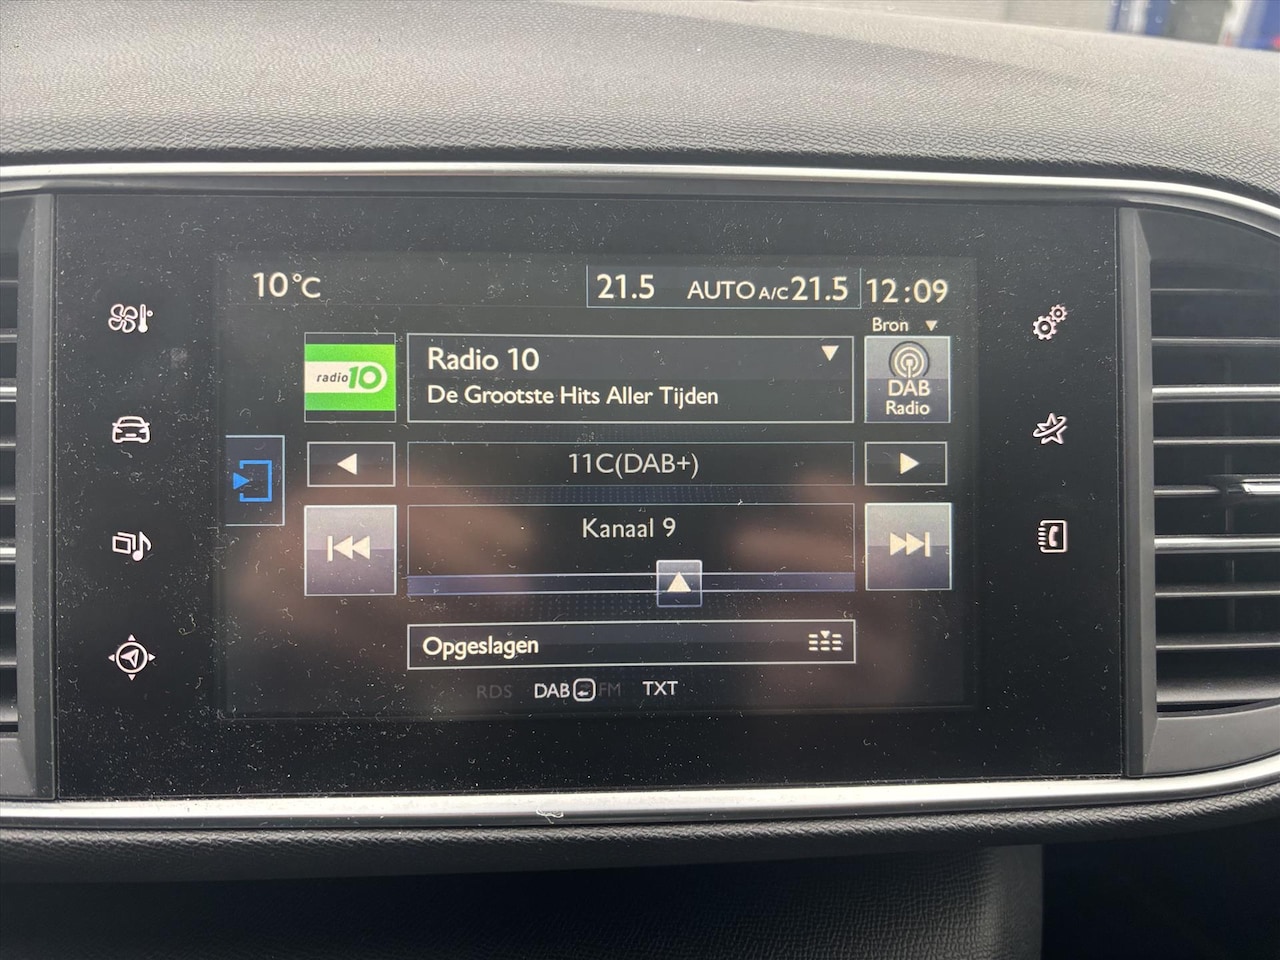 10°C
21.5 AUTO A/C 21.5 12:09
Bron
radio10
Radio 10
De Grootste Hits Aller Tijden
DAB
Radio
11C(DAB+)
Kanaal 9
Opgeslagen
RDS DAB FM TXT